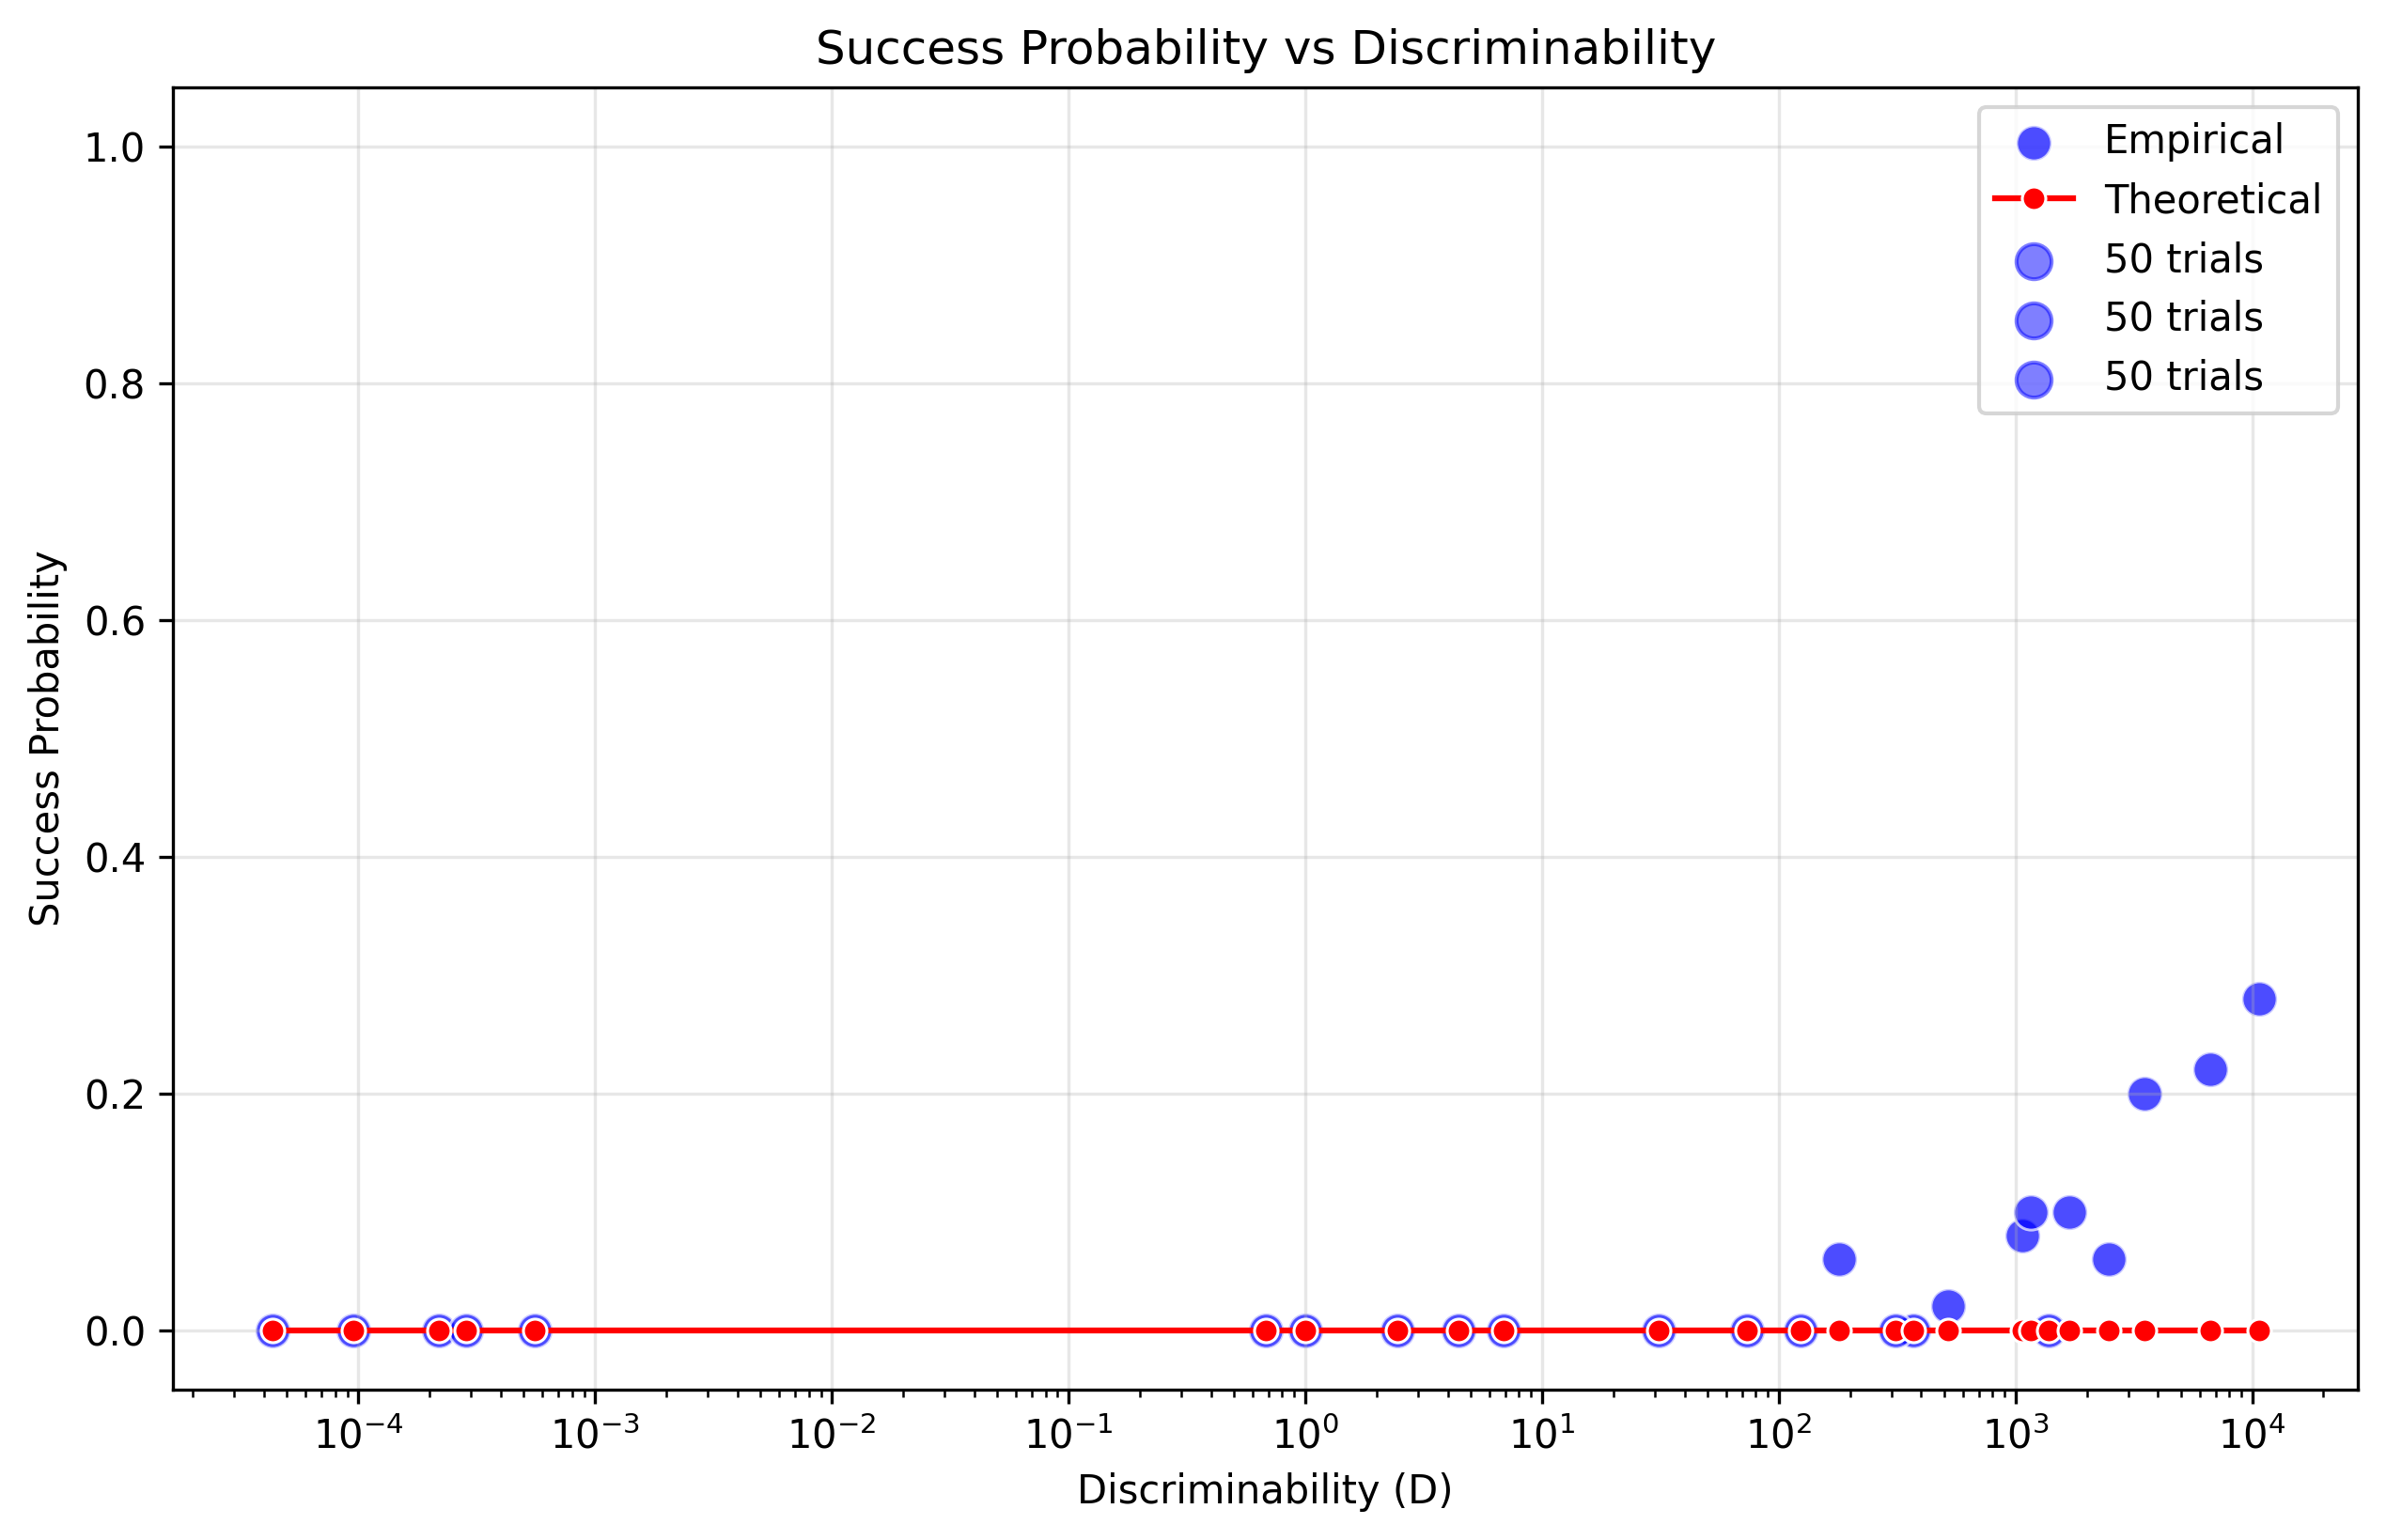 Success Probability vs Discriminability
Empirical
Theoretical
50 trials
50 trials
50 trials
Success Probability
1.0
0.8
0.6
0.4
0.2
0.0
10⁻⁴ 10⁻³ 10⁻² 10⁻¹ 10⁰ 10¹ 10² 10³ 10⁴
Discriminability (D)